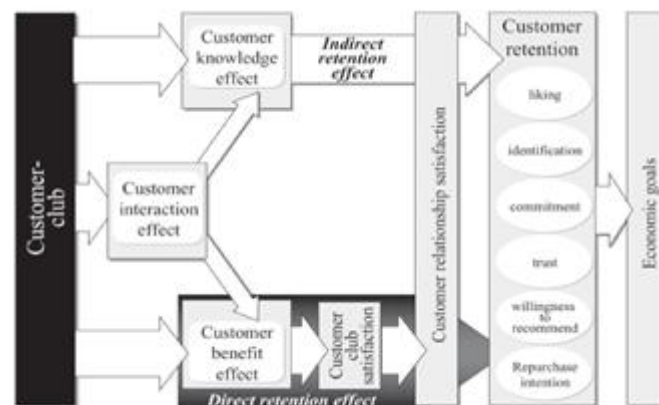 Customer-
club
Customer
knowledge
effect
Indirect
retention
effect
Customer
interaction
effect
Customer
benefit
effect
Customer
club
satisfaction
Direct retention effect
Customer relationship satisfaction
Customer
retention
liking
identification
commitment
trust
willingness
to
recommend
Repurchase
intention
Economic goals